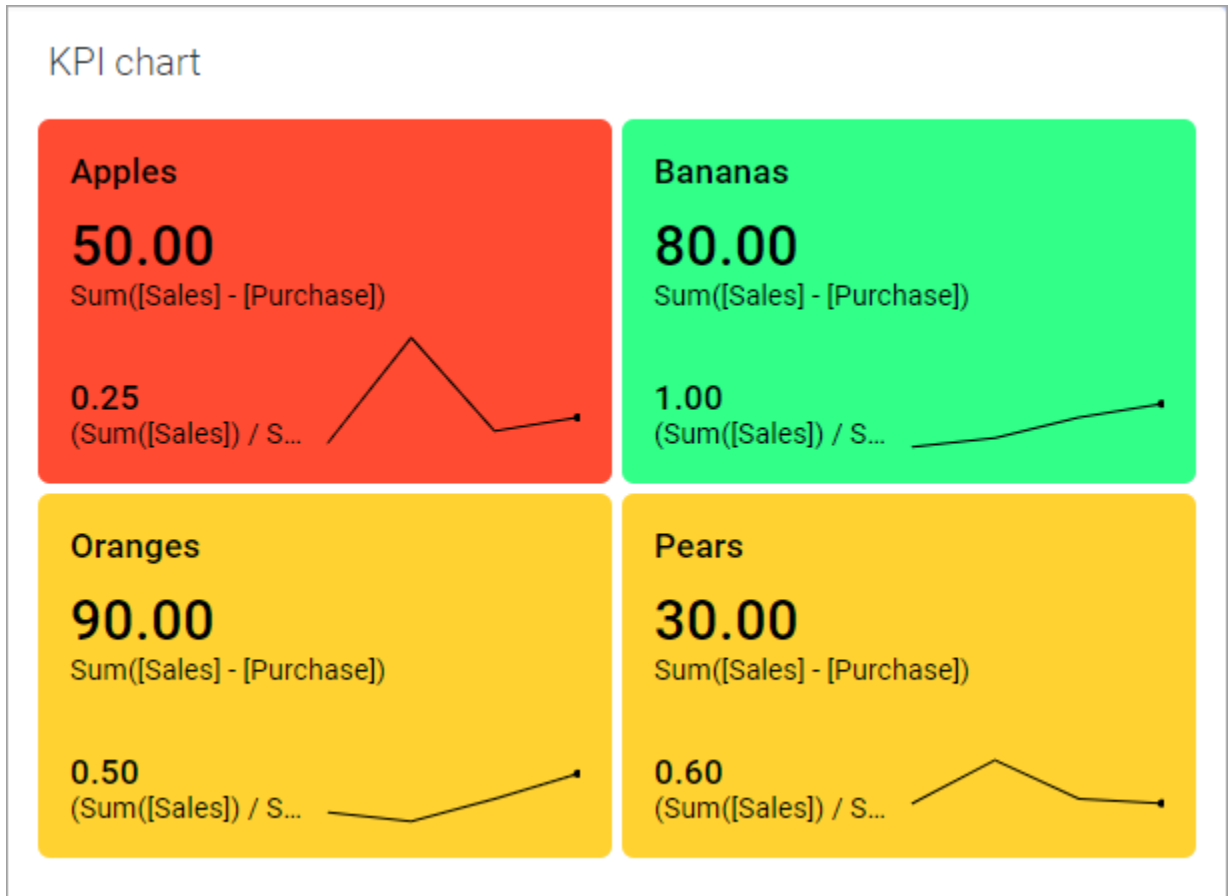 KPI chart
Apples
50.00
Sum([Sales] - [Purchase])
0.25
(Sum([Sales]) / S...
Bananas
80.00
Sum([Sales] - [Purchase])
1.00
(Sum([Sales]) / S...
Oranges
90.00
Sum([Sales] - [Purchase])
0.50
(Sum([Sales]) / S...
Pears
30.00
Sum([Sales] - [Purchase])
0.60
(Sum([Sales]) / S...